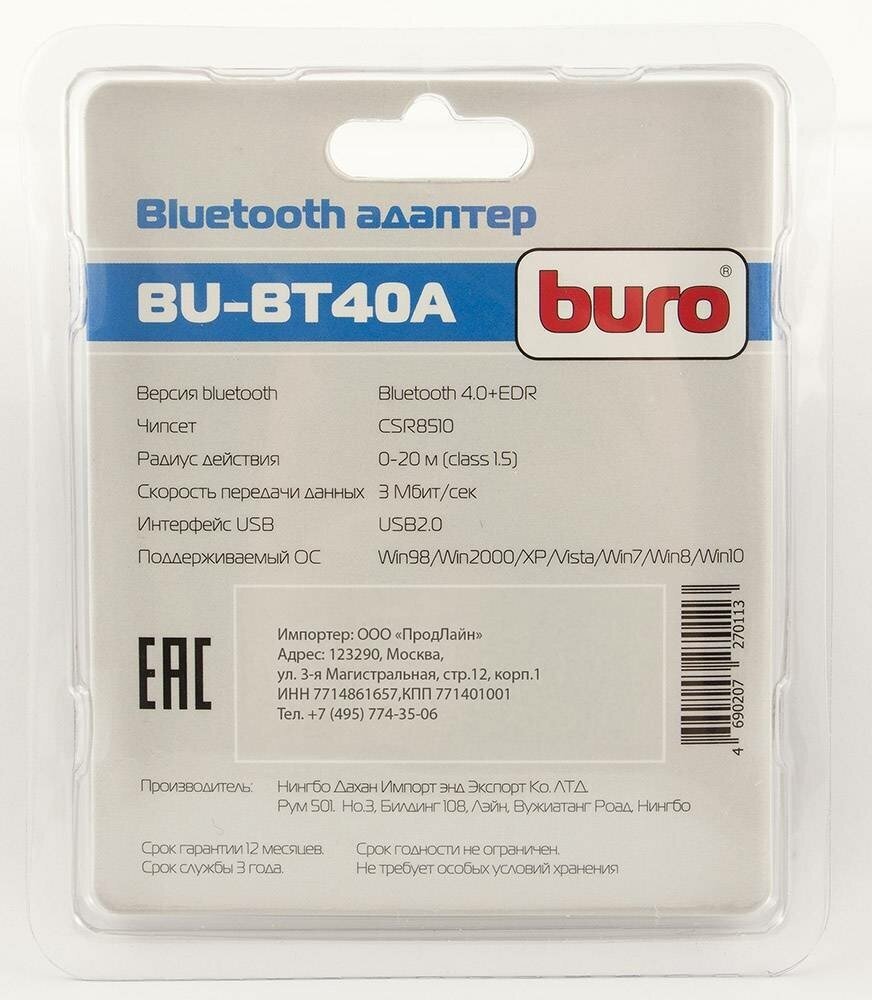 Bluetooth адаптер
BU-BT40A
buro®
Версия bluetooth Bluetooth 4.0+EDR
Чипсет CSR8510
Радиус действия 0-20 м (class 1.5)
Скорость передачи данных 3 Мбит/сек
Интерфейс USB USB2.0
Поддерживаемый ОС Win98/Win2000/XP/Vista/Win7/Win8/Win10
EAC
Импортер: ООО «ПродЛайн»
Адрес: 123290, Москва,
ул. 3-я Магистральная, стр.12, корп.1
ИНН 7714861657,КПП 771401001
Тел. +7 (495) 774-35-06
4 690207 270113
Производитель: Нингбо Дахан Импорт энд Экспорт Ко. ЛТД.
Рум 501. Но.3, Билдинг 108, Лэйн, Вужиатанг Роад, Нингбо
Срок гарантии 12 месяцев. Срок годности не ограничен.
Срок службы 3 года. Не требует особых условий хранения